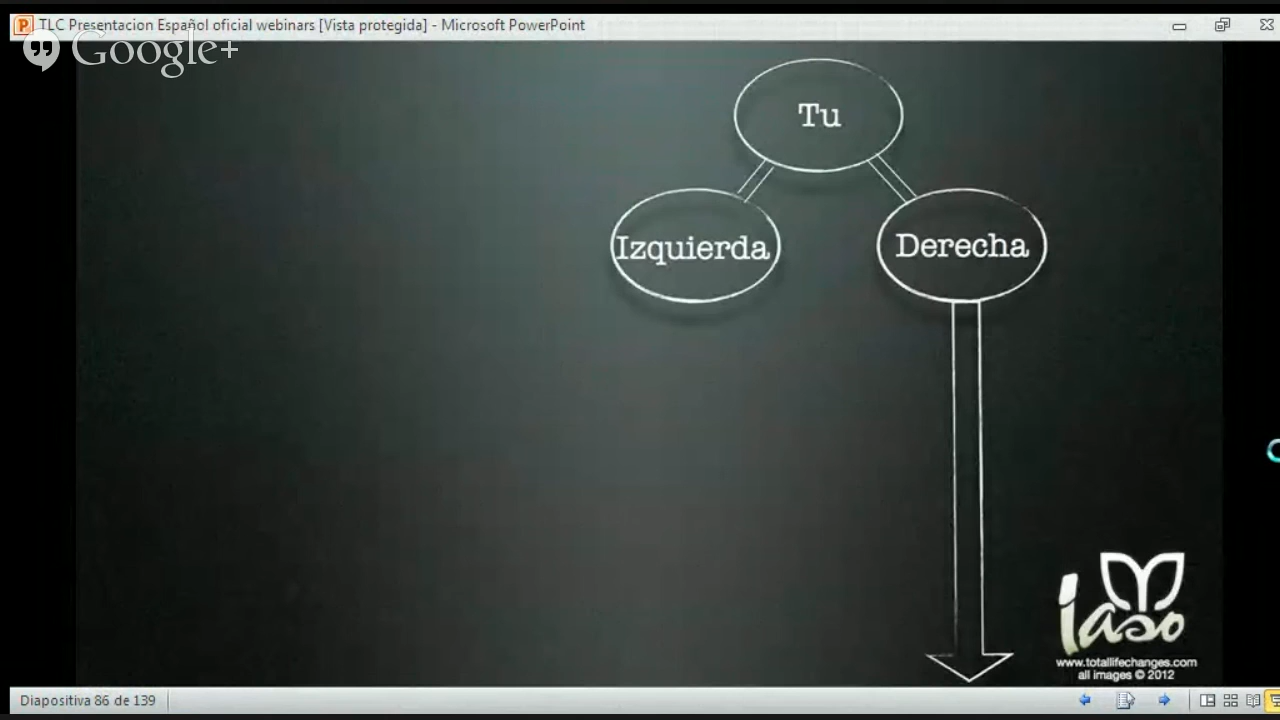 TLC Presentacion Español oficial webinars [Vista protegida] - Microsoft PowerPoint
Google+
Tu
Izquierda
Derecha
iaso
www.totallifechanges.com
all images © 2012
Diapositiva 86 de 139